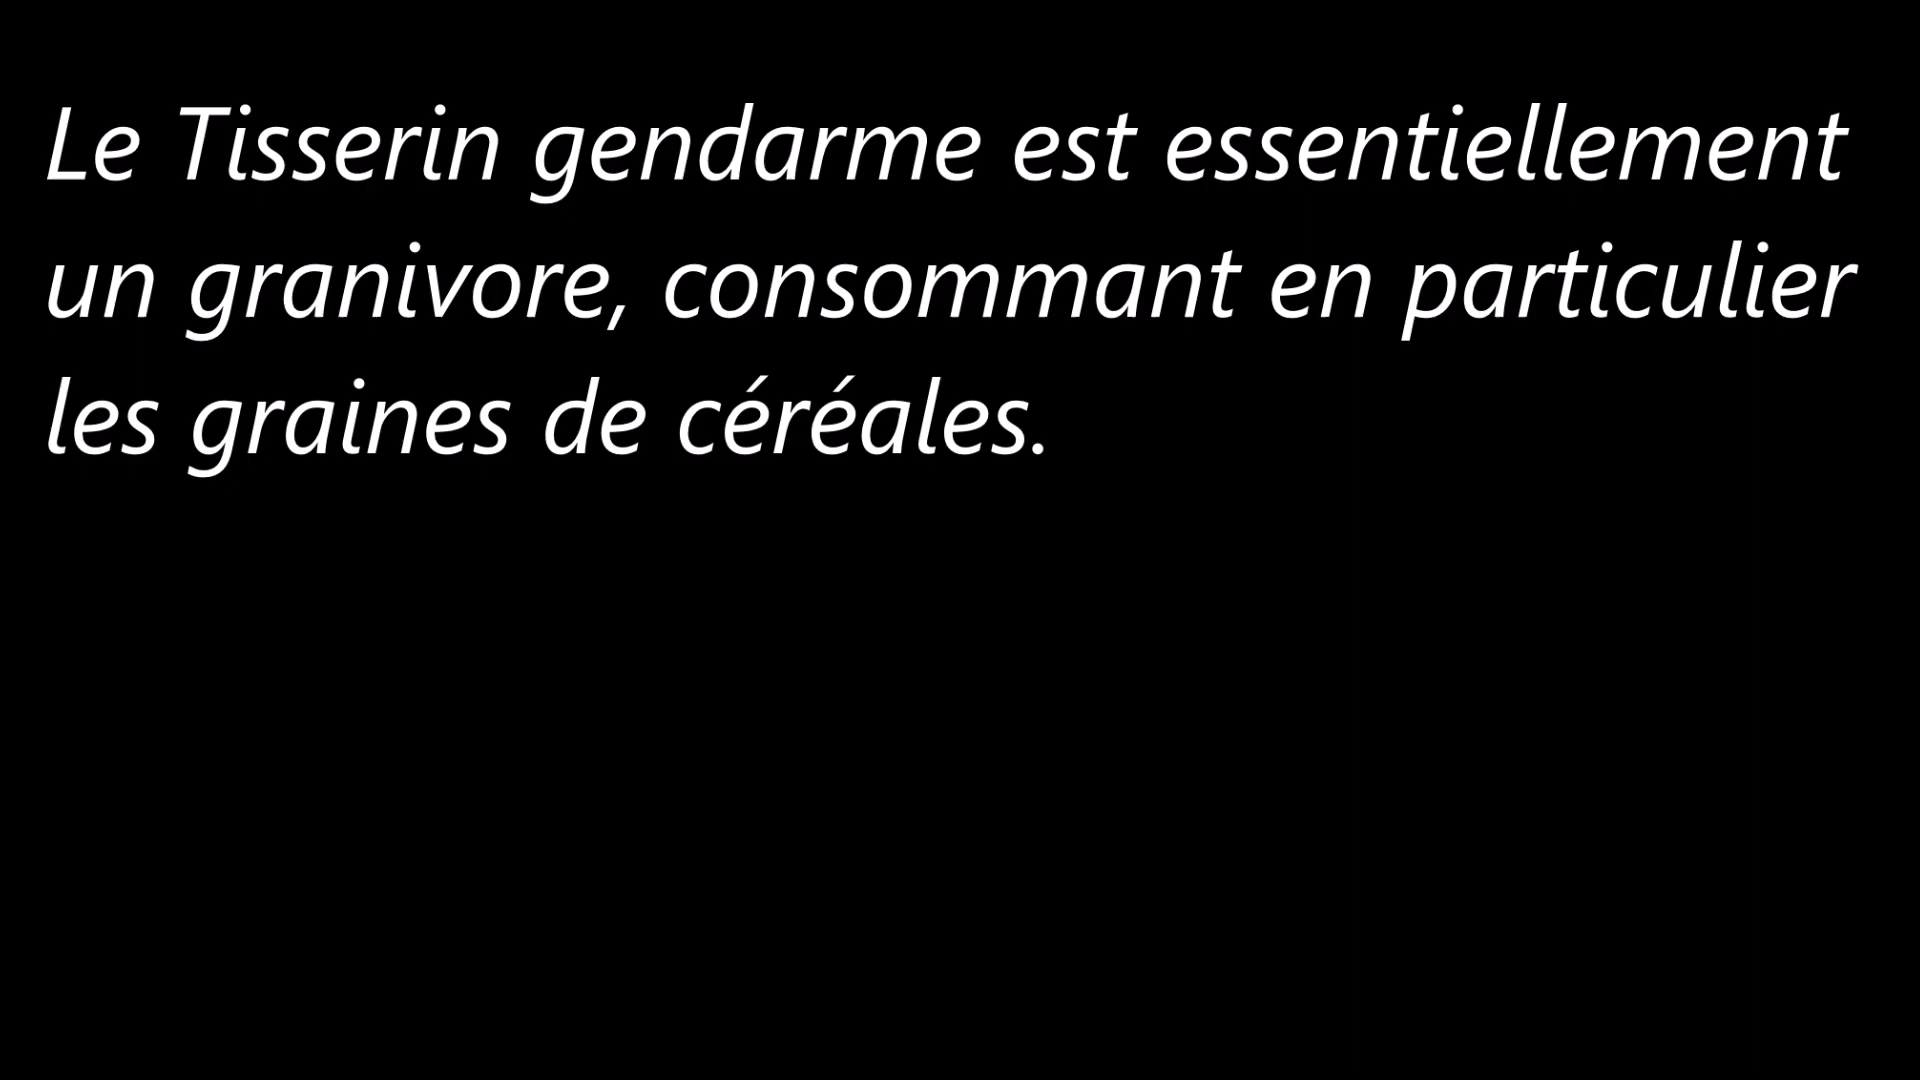 Le Tisserin gendarme est essentiellement
un granivore, consommant en particulier
les graines de céréales.